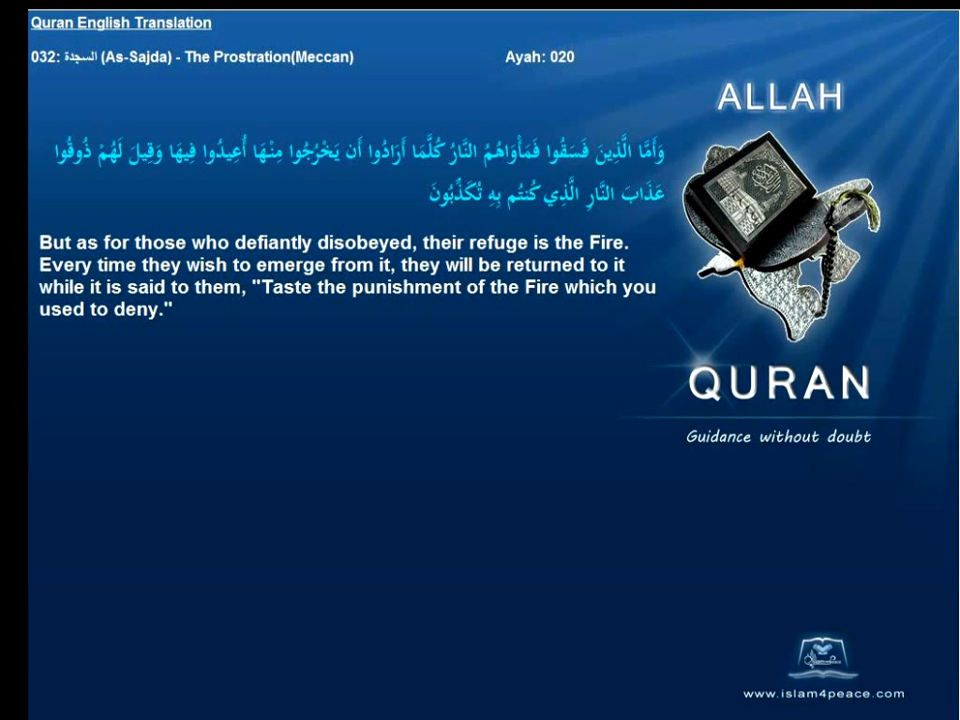 Quran English Translation
032: السجدة (As-Sajda) - The Prostration(Meccan)
Ayah: 020
ALLAH
وَأَمَّا الَّذِينَ فَسَقُوا فَمَأْوَاهُمُ النَّارُ كُلَّمَا أَرَادُوا أَن يَخْرُجُوا مِنْهَا أُعِيدُوا فِيهَا وَقِيلَ لَهُمْ ذُوقُوا
عَذَابَ النَّارِ الَّذِي كُنتُم بِهِ تُكَذِّبُونَ
But as for those who defiantly disobeyed, their refuge is the Fire.
Every time they wish to emerge from it, they will be returned to it
while it is said to them, "Taste the punishment of the Fire which you
used to deny."
QURAN
Guidance without doubt
www.islam4peace.com